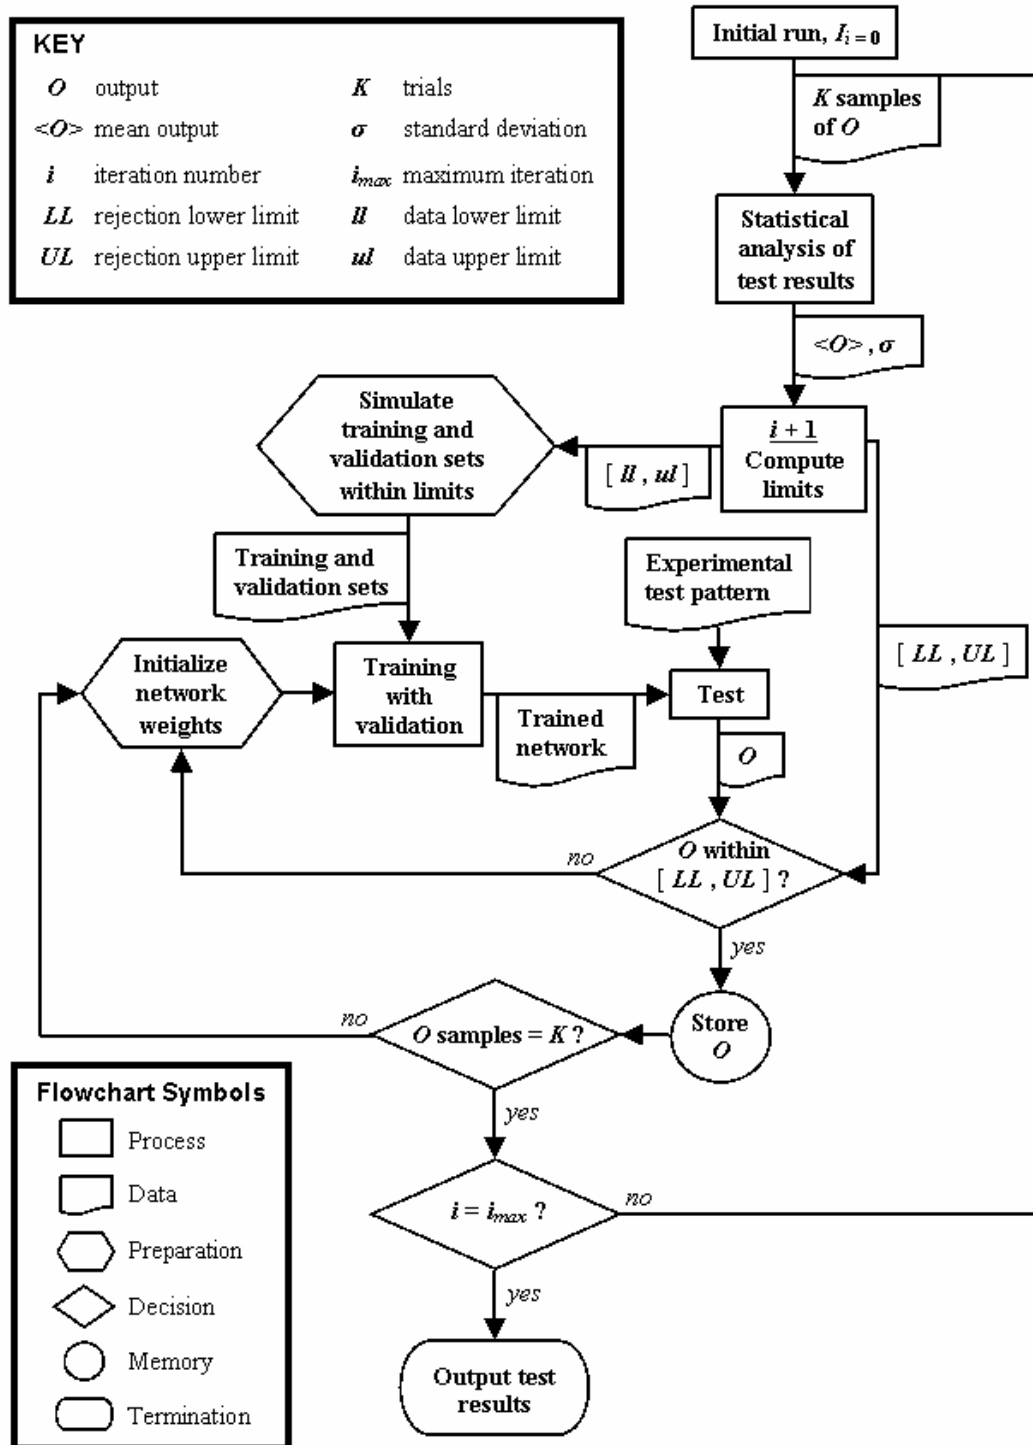 KEY
O output
K trials
<O> mean output
σ standard deviation
i iteration number
imax maximum iteration
LL rejection lower limit
ll data lower limit
UL rejection upper limit
ul data upper limit
Initial run, Ii = 0
K samples
of O
Statistical
analysis of
test results
<O> , σ
i + 1
Compute
limits
[ ll , ul ]
Simulate
training and
validation sets
within limits
Training and
validation sets
Experimental
test pattern
[ LL , UL ]
Initialize
network
weights
Training
with
validation
Trained
network
Test
O
O within
[ LL , UL ] ?
no
yes
Store
O
O samples = K ?
no
yes
i = imax ?
no
yes
Output test
results
Flowchart Symbols
Process
Data
Preparation
Decision
Memory
Termination